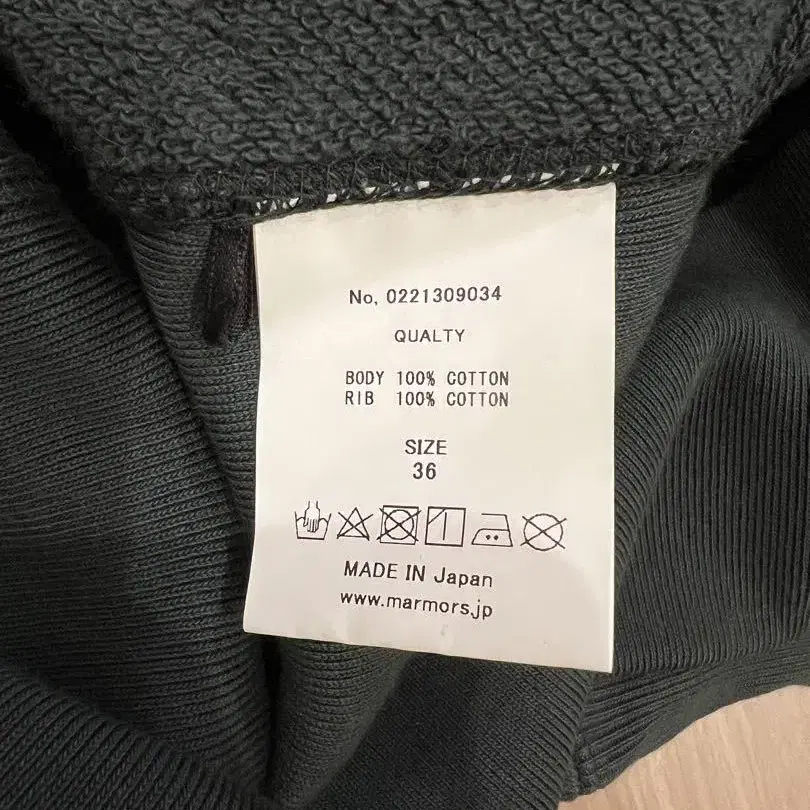 No, 0221309034
QUALTY
BODY 100% COTTON
RIB 100% COTTON
SIZE
36
MADE IN Japan
www.marmors.jp